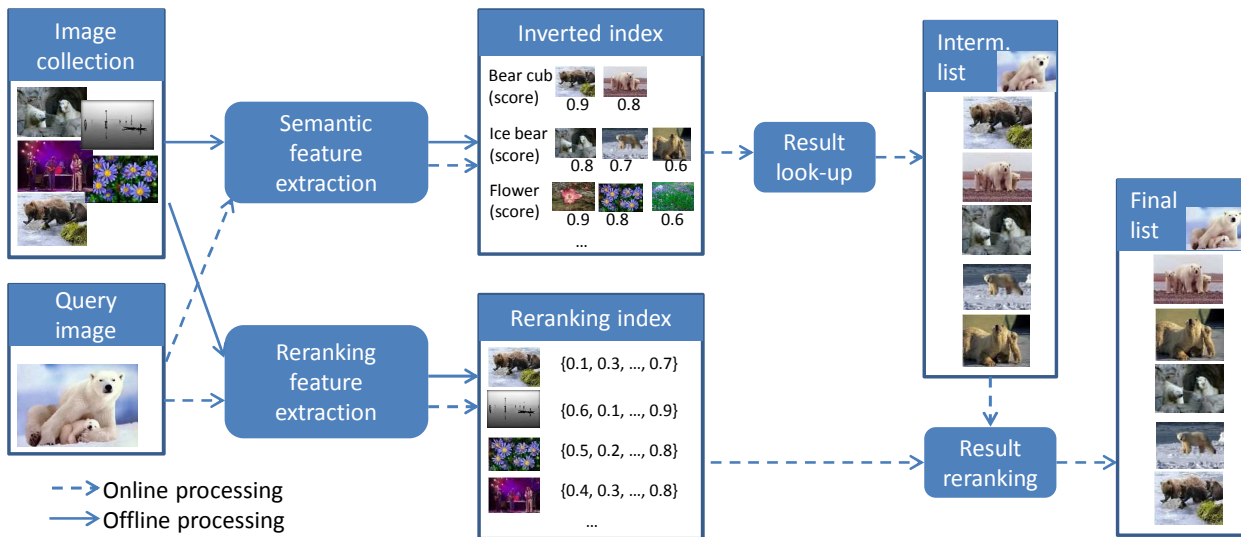 Image
collection
Query
image
Online processing
Offline processing
Semantic
feature
extraction
Reranking
feature
extraction
Inverted index
Bear cub
(score)
0.9 0.8
Ice bear
(score)
0.8 0.7 0.6
Flower
(score)
0.9 0.8 0.6
...
Reranking index
{0.1, 0.3, ..., 0.7}
{0.6, 0.1, ..., 0.9}
{0.5, 0.2, ..., 0.8}
{0.4, 0.3, ..., 0.8}
...
Result
look-up
Interm.
list
Result
reranking
Final
list